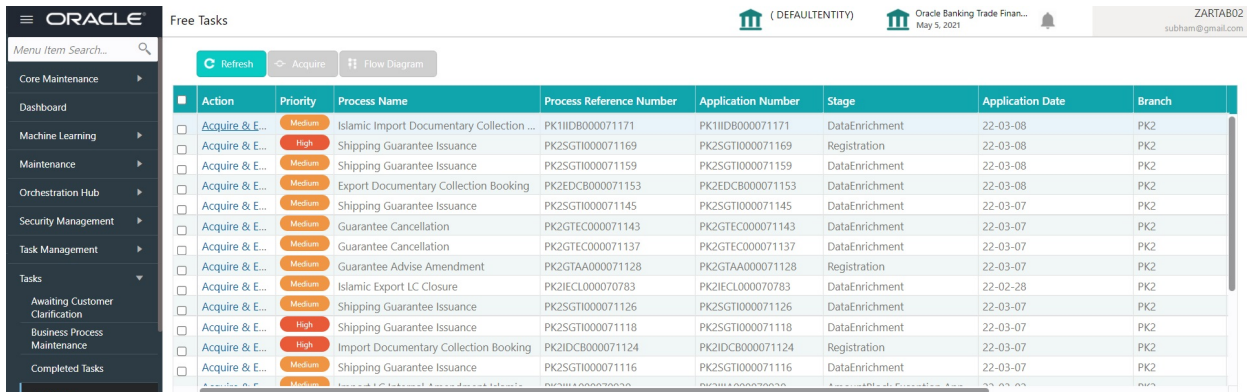 ORACLE
Free Tasks
( DEFAULTENTITY)
Oracle Banking Trade Finan...
May 5, 2021
ZARTAB02
subham@gmail.com
Menu Item Search...
Core Maintenance
Dashboard
Machine Learning
Maintenance
Orchestration Hub
Security Management
Task Management
Tasks
Awaiting Customer
Clarification
Business Process
Maintenance
Completed Tasks
Refresh Acquire Flow Diagram
Action Priority Process Name Process Reference Number Application Number Stage Application Date Branch
Acquire & E... Medium Islamic Import Documentary Collection ... PK1IIDB000071171 PK1IIDB000071171 DataEnrichment 22-03-08 PK2
Acquire & E... High Shipping Guarantee Issuance PK2SGTI000071169 PK2SGTI000071169 Registration 22-03-08 PK2
Acquire & E... Medium Shipping Guarantee Issuance PK2SGTI000071159 PK2SGTI000071159 DataEnrichment 22-03-08 PK2
Acquire & E... Medium Export Documentary Collection Booking PK2EDCB000071153 PK2EDCB000071153 DataEnrichment 22-03-08 PK2
Acquire & E... Medium Shipping Guarantee Issuance PK2SGTI000071145 PK2SGTI000071145 DataEnrichment 22-03-07 PK2
Acquire & E... Medium Guarantee Cancellation PK2GTEC000071143 PK2GTEC000071143 DataEnrichment 22-03-07 PK2
Acquire & E... Medium Guarantee Cancellation PK2GTEC000071137 PK2GTEC000071137 DataEnrichment 22-03-07 PK2
Acquire & E... Medium Guarantee Advise Amendment PK2GTAA000071128 PK2GTAA000071128 Registration 22-03-07 PK2
Acquire & E... Medium Islamic Export LC Closure PK2IECL000070783 PK2IECL000070783 DataEnrichment 22-02-28 PK2
Acquire & E... Medium Shipping Guarantee Issuance PK2SGTI000071126 PK2SGTI000071126 DataEnrichment 22-03-07 PK2
Acquire & E... High Shipping Guarantee Issuance PK2SGTI000071118 PK2SGTI000071118 DataEnrichment 22-03-07 PK2
Acquire & E... High Import Documentary Collection Booking PK2IDCB000071124 PK2IDCB000071124 Registration 22-03-07 PK2
Acquire & E... Medium Shipping Guarantee Issuance PK2SGTI000071116 PK2SGTI000071116 DataEnrichment 22-03-07 PK2